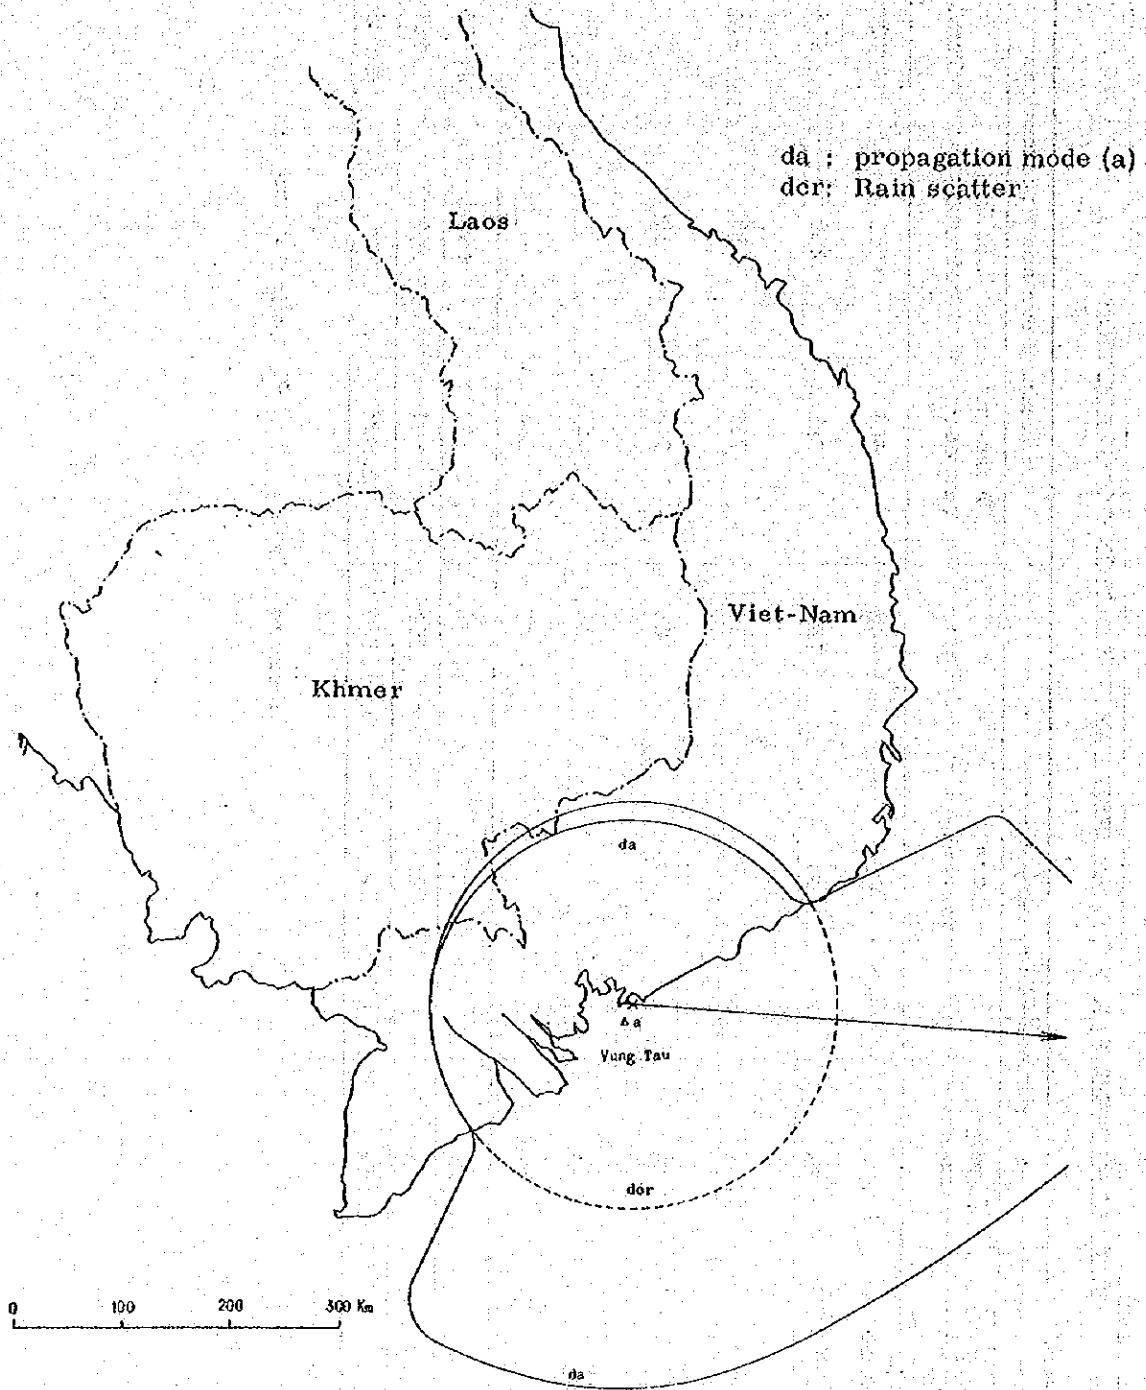 da : propagation mode (a)
dcr: Rain scatter
Laos
Viet-Nam
Khmer
da
Δa
Vung Tau
dcr
0 100 200 300 Km
da